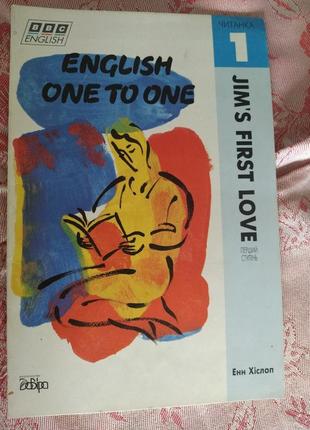 BBC
ENGLISH
ENGLISH
ONE TO ONE
ЧИТАНКА
1
JIM'S FIRST LOVE
ПЕРШИЙ
СТУПІНЬ
Енн Хіслоп